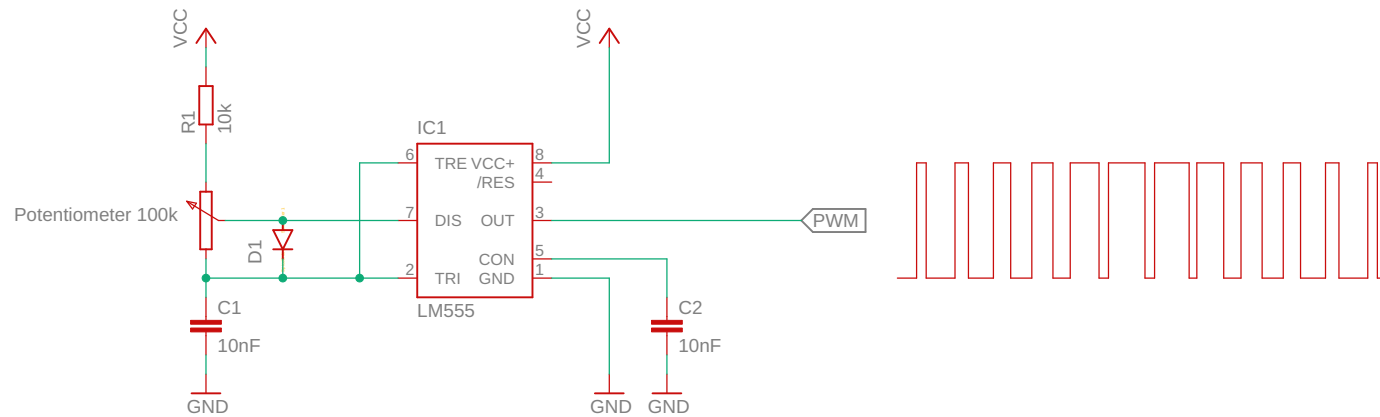 VCC
R1
10k
Potentiometer 100k
D1
C1
10nF
GND
IC1
6
TRE
VCC+
8
/RES
4
7
DIS
OUT
3
CON
5
2
TRI
GND
1
LM555
VCC
PWM
C2
10nF
GND
GND